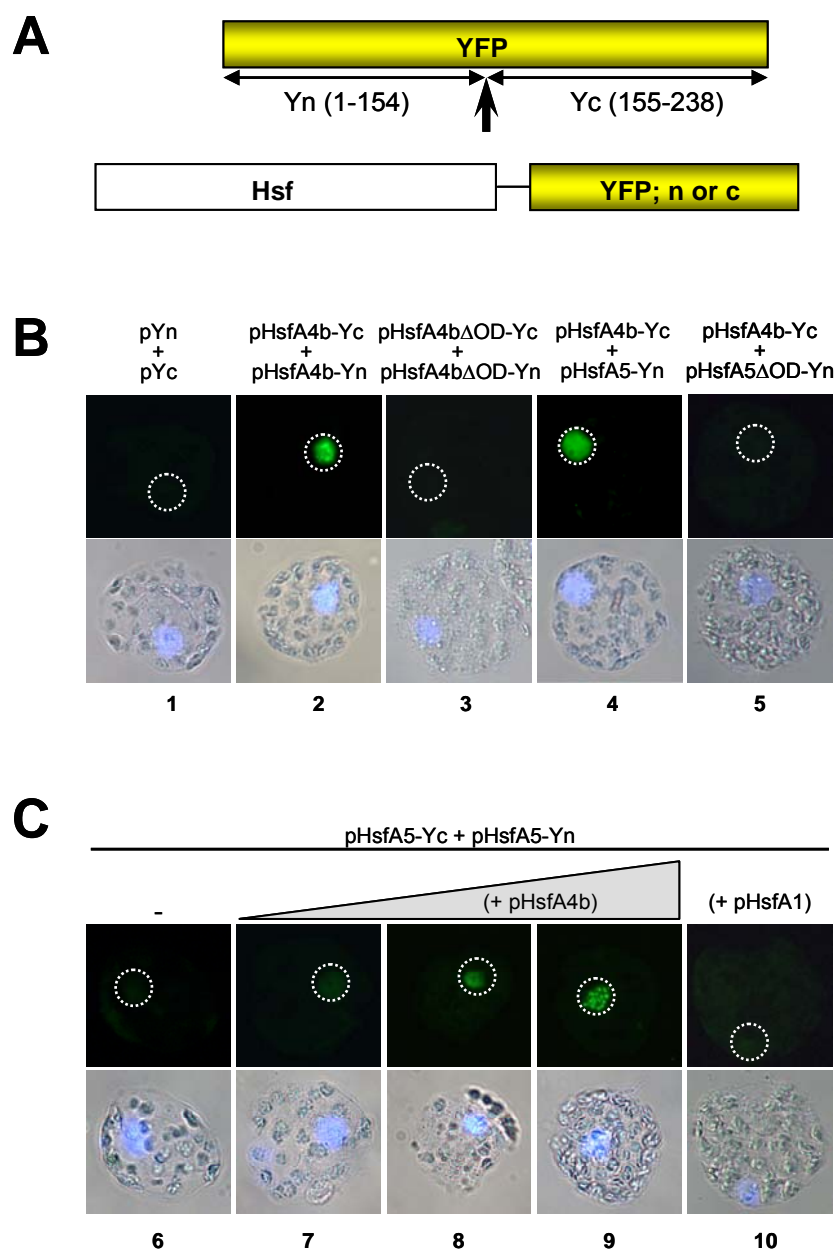 A
YFP
Yn (1-154)
Yc (155-238)
Hsf
YFP; n or c
B
pYn
+
pYc
pHsfA4b-Yc
+
pHsfA4b-Yn
pHsfA4bΔOD-Yc
+
pHsfA4bΔOD-Yn
pHsfA4b-Yc
+
pHsfA5-Yn
pHsfA4b-Yc
+
pHsfA5ΔOD-Yn
1
2
3
4
5
C
pHsfA5-Yc + pHsfA5-Yn
-
(+ pHsfA4b)
(+ pHsfA1)
6
7
8
9
10